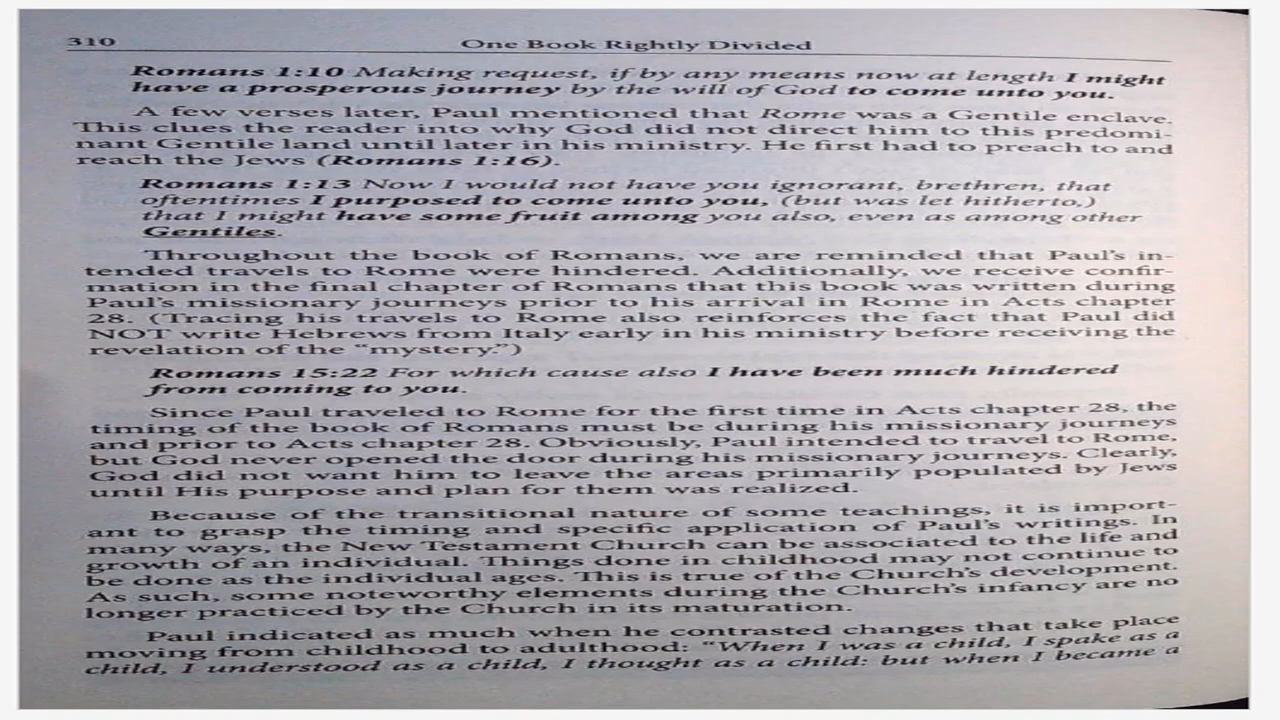 310 One Book Rightly Divided
Romans 1:10 Making request, if by any means now at length I might
have a prosperous journey by the will of God to come unto you.
A few verses later, Paul mentioned that Rome was a Gentile enclave.
This clues the reader into why God did not direct him to this predomi-
nant Gentile land until later in his ministry. He first had to preach to and
reach the Jews (Romans 1:16).
Romans 1:13 Now I would not have you ignorant, brethren, that
oftentimes I purposed to come unto you, (but was let hitherto,)
that I might have some fruit among you also, even as among other
Gentiles.
Throughout the book of Romans, we are reminded that Paul's in-
tended travels to Rome were hindered. Additionally, we receive confir-
mation in the final chapter of Romans that this book was written during
Paul's missionary journeys prior to his arrival in Rome in Acts chapter
28. (Tracing his travels to Rome also reinforces the fact that Paul did
NOT write Hebrews from Italy early in his ministry before receiving the
revelation of the “mystery.”)
Romans 15:22 For which cause also I have been much hindered
from coming to you.
Since Paul traveled to Rome for the first time in Acts chapter 28, the
timing of the book of Romans must be during his missionary journeys
and prior to Acts chapter 28. Obviously, Paul intended to travel to Rome,
but God never opened the door during his missionary journeys. Clearly,
God did not want him to leave the areas primarily populated by Jews
until His purpose and plan for them was realized.
Because of the transitional nature of some teachings, it is import-
ant to grasp the timing and specific application of Paul's writings. In
many ways, the New Testament Church can be associated to the life and
growth of an individual. Things done in childhood may not continue to
be done as the individual ages. This is true of the Church's development.
As such, some noteworthy elements during the Church's infancy are no
longer practiced by the Church in its maturation.
Paul indicated as much when he contrasted changes that take place
moving from childhood to adulthood: “When I was a child, I spake as a
child, I understood as a child, I thought as a child: but when I became a